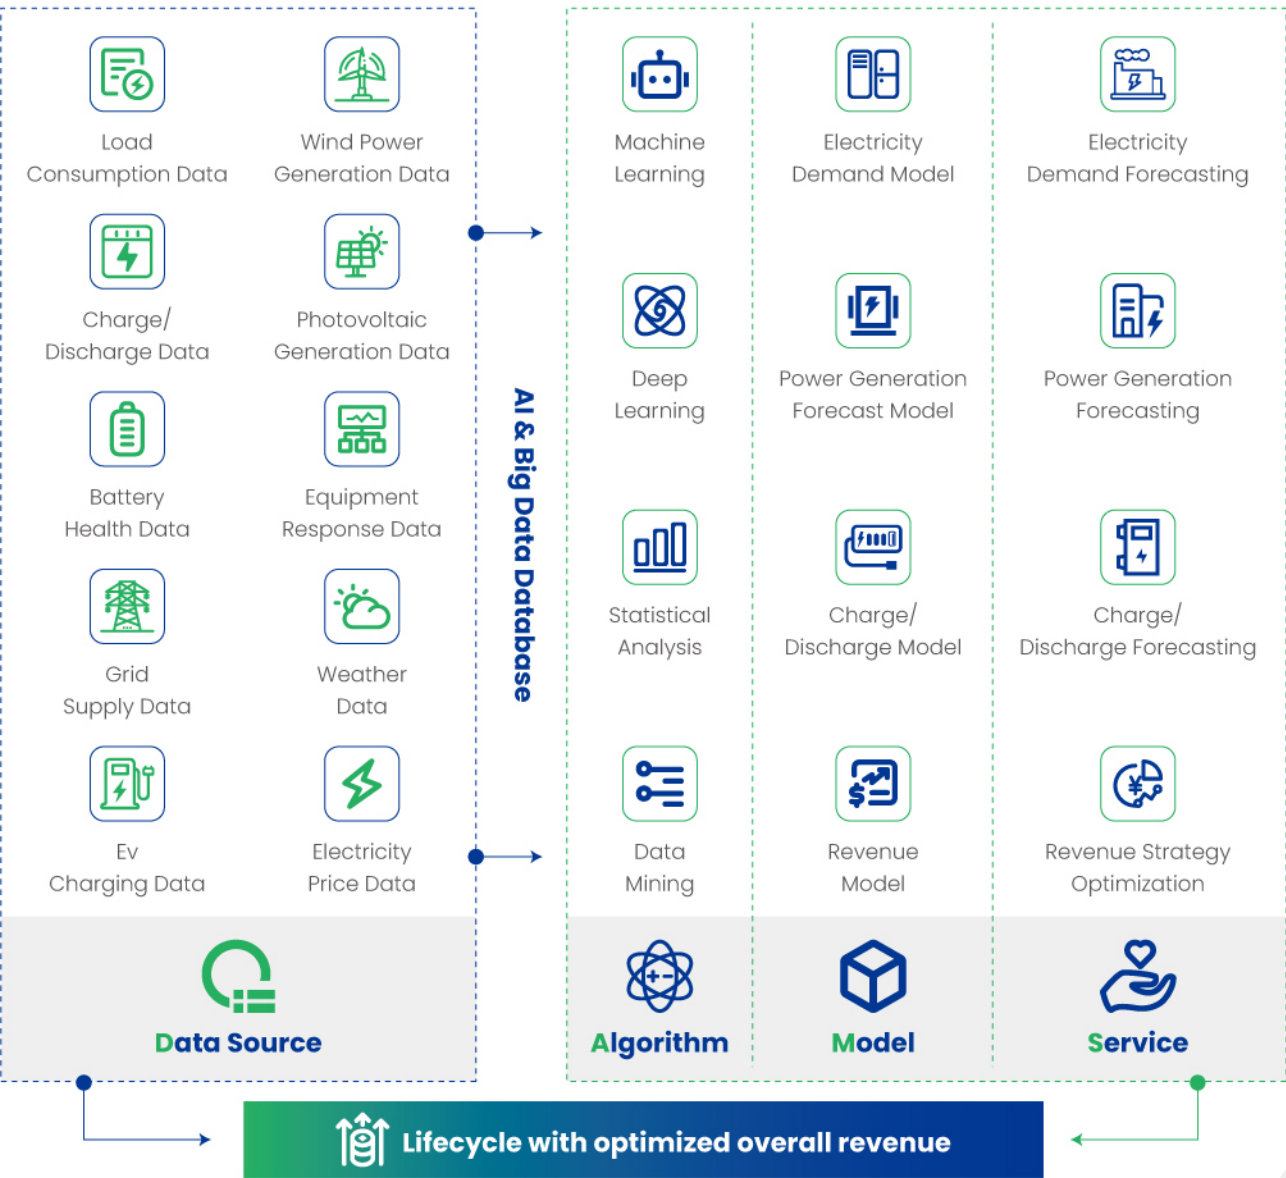 Load
Consumption Data
Wind Power
Generation Data
Charge/
Discharge Data
Photovoltaic
Generation Data
Battery
Health Data
Equipment
Response Data
Grid
Supply Data
Weather
Data
Ev
Charging Data
Electricity
Price Data
Data Source
AI & Big Data Database
Machine
Learning
Deep
Learning
Statistical
Analysis
Data
Mining
Algorithm
Electricity
Demand Model
Power Generation
Forecast Model
Charge/
Discharge Model
$
Revenue
Model
Model
Electricity
Demand Forecasting
Power Generation
Forecasting
Charge/
Discharge Forecasting
¥
Revenue Strategy
Optimization
Service
Lifecycle with optimized overall revenue